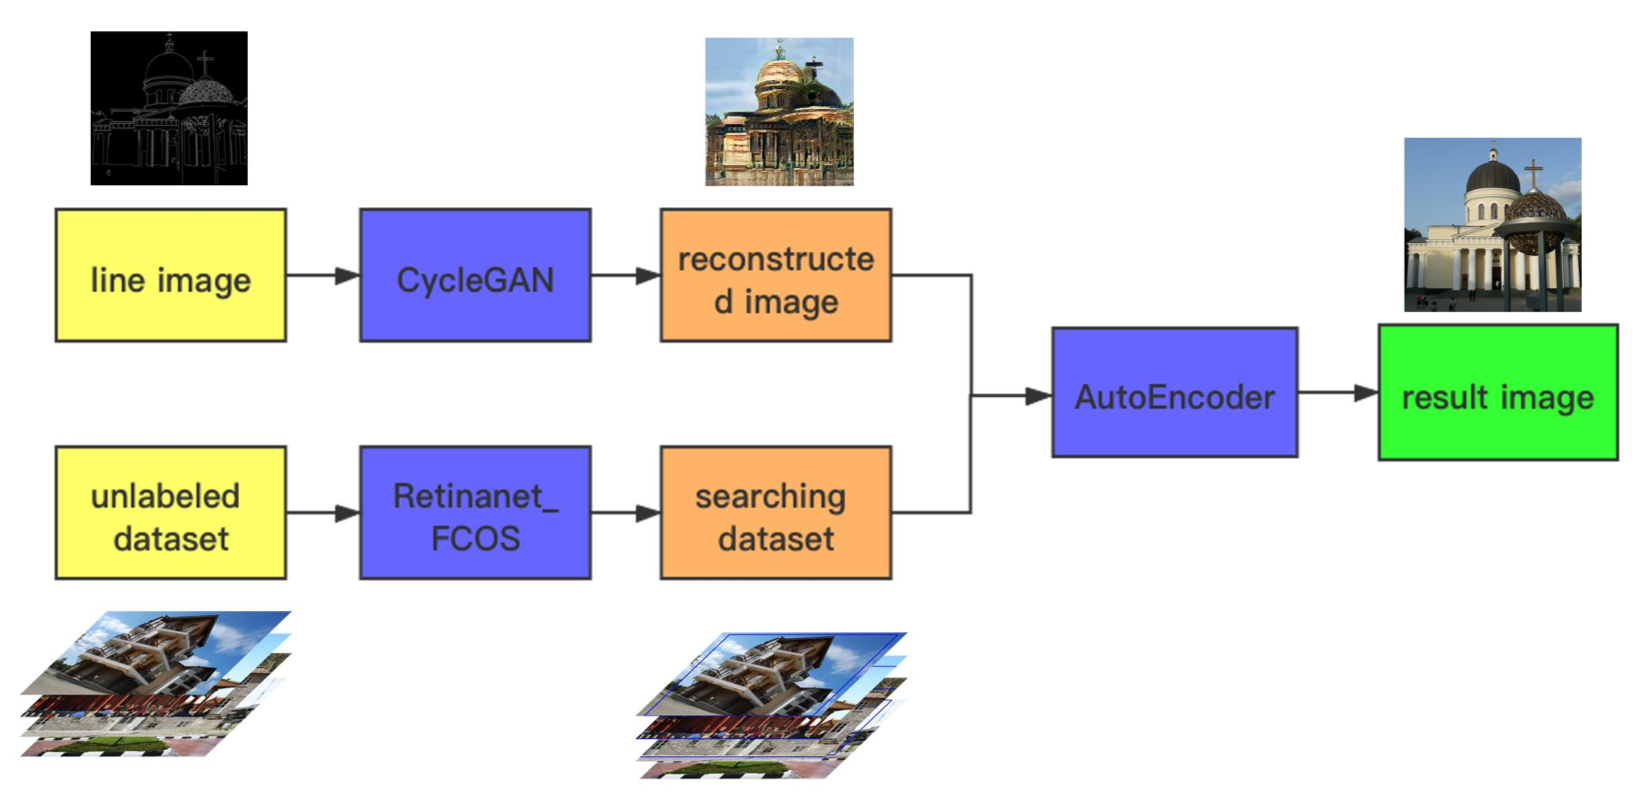 line image
CycleGAN
reconstructe
d image
unlabeled
dataset
Retinanet_
FCOS
searching
dataset
AutoEncoder
result image